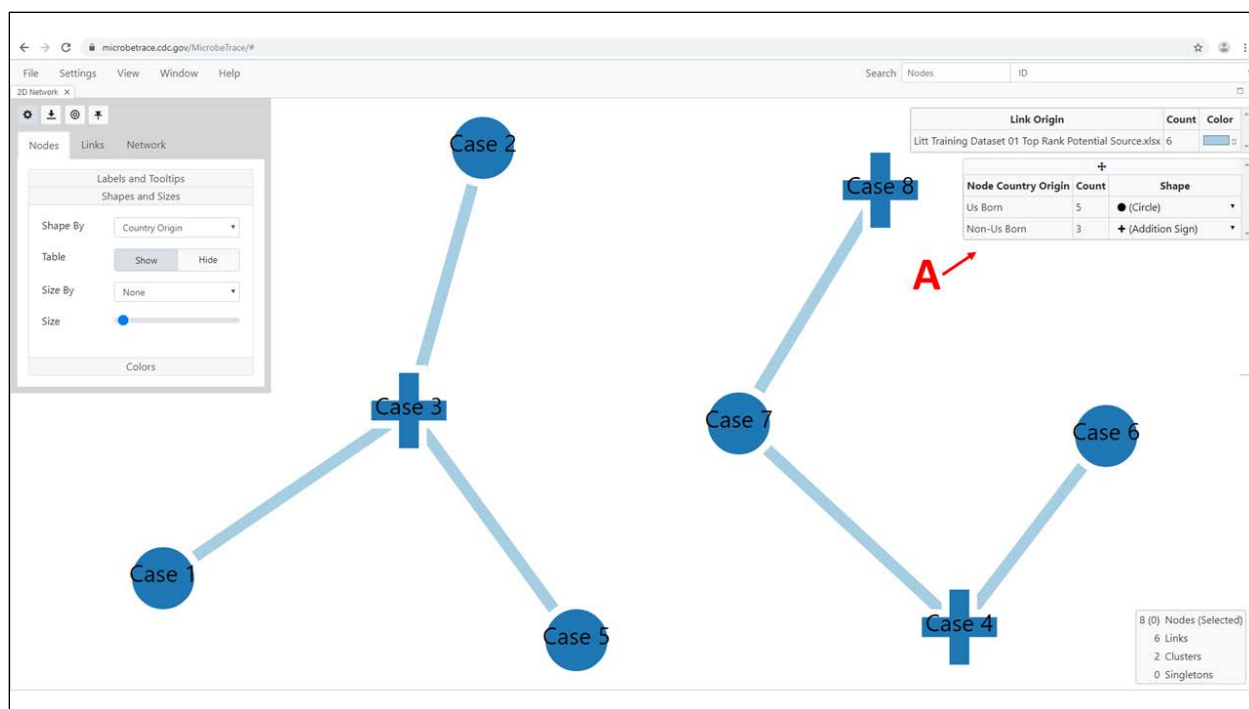 microbetrace.cdc.gov/MicrobeTrace/#
File Settings View Window Help Search Nodes ID
2D Network ×
Nodes Links Network
Labels and Tooltips
Shapes and Sizes
Shape By Country Origin
Table Show Hide
Size By None
Size
Colors
Link Origin Count Color
Litt Training Dataset 01 Top Rank Potential Source.xlsx 6
Node Country Origin Count Shape
Us Born 5 (Circle)
Non-Us Born 3 (Addition Sign)
A
Case 2
Case 8
Case 3
Case 7
Case 6
Case 1
Case 5
Case 4
8 (0) Nodes (Selected)
6 Links
2 Clusters
0 Singletons